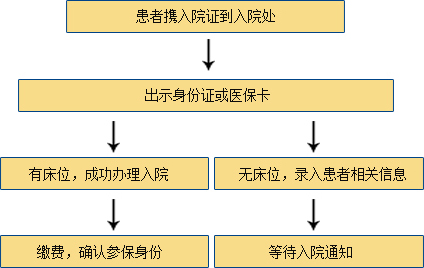 患者携入院证到入院处
出示身份证或医保卡
有床位，成功办理入院
无床位，录入患者相关信息
缴费，确认参保身份
等待入院通知